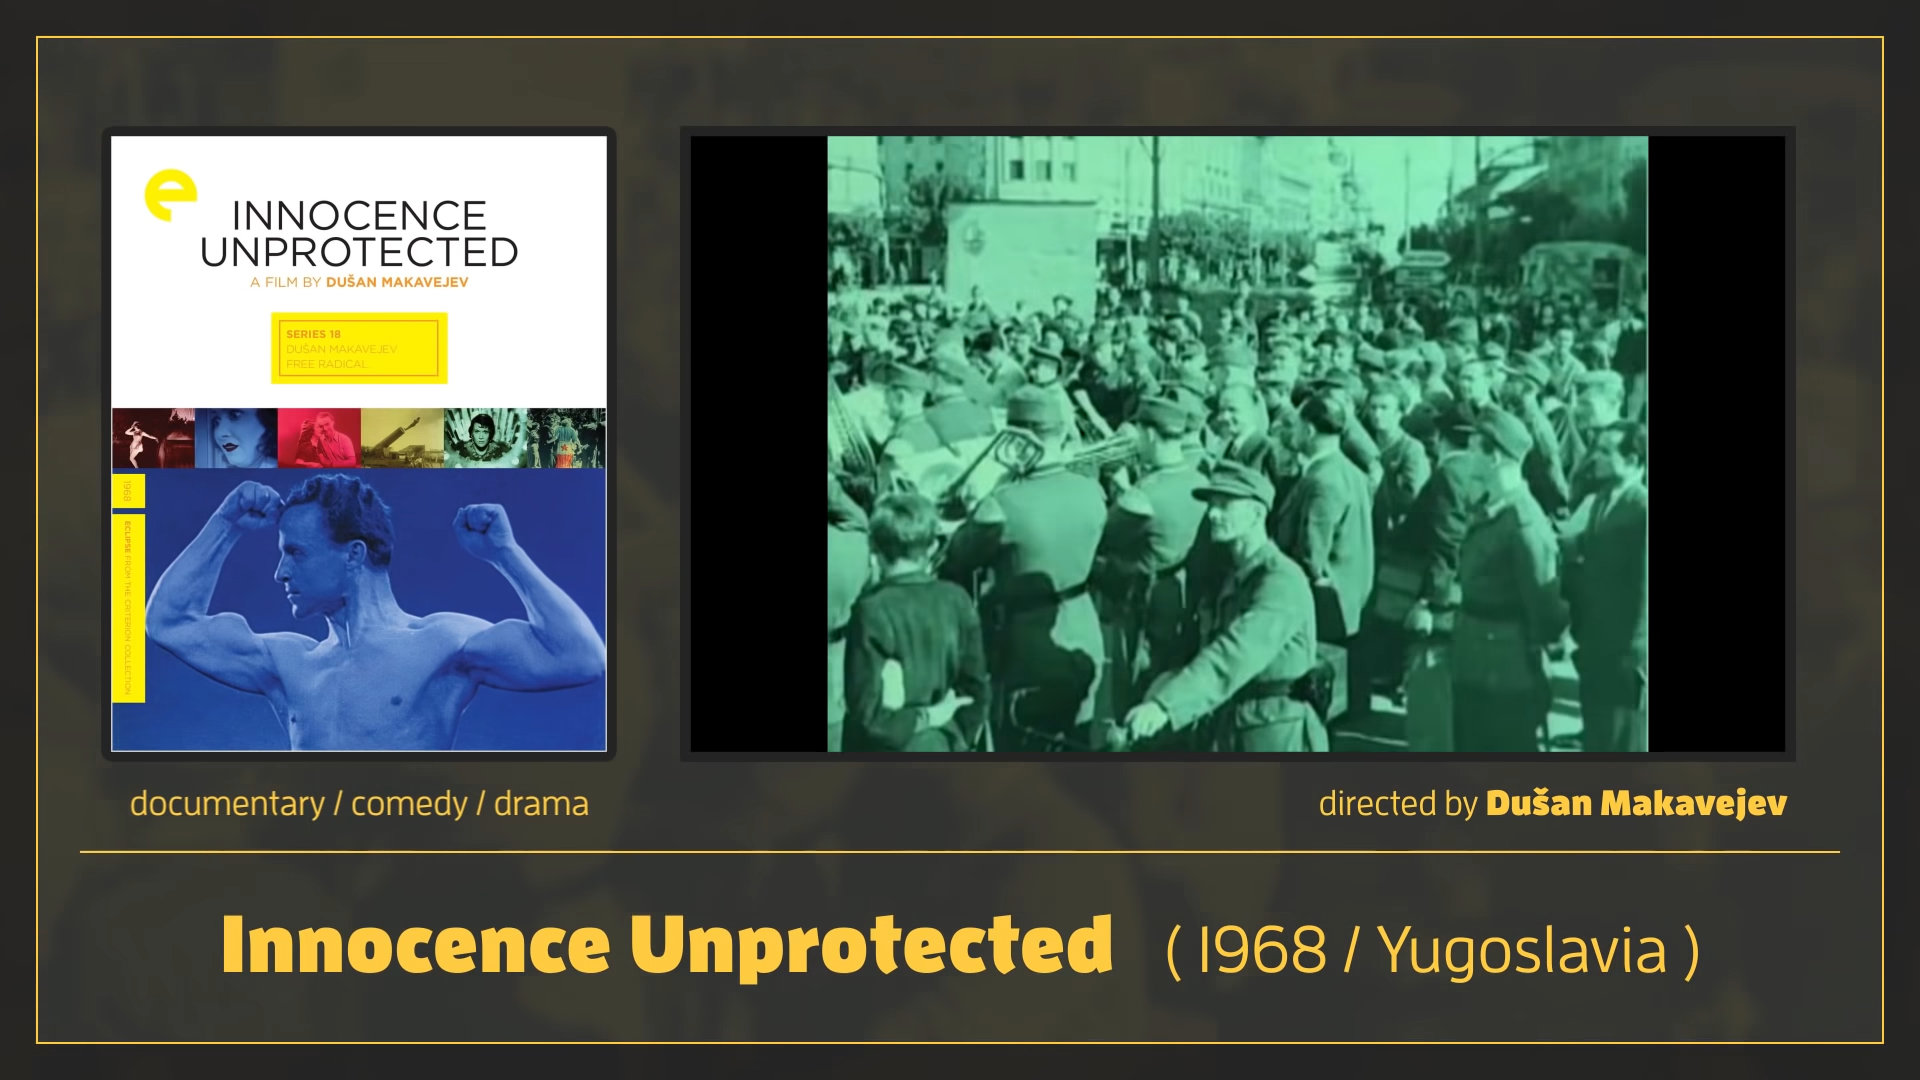 INNOCENCE
UNPROTECTED
A FILM BY DUŠAN MAKAVEJEV
SERIES 18
DUŠAN MAKAVEJEV
FREE RADICAL
1968
ECLIPSE FROM THE CRITERION COLLECTION
documentary / comedy / drama
directed by Dušan Makavejev
Innocence Unprotected ( 1968 / Yugoslavia )